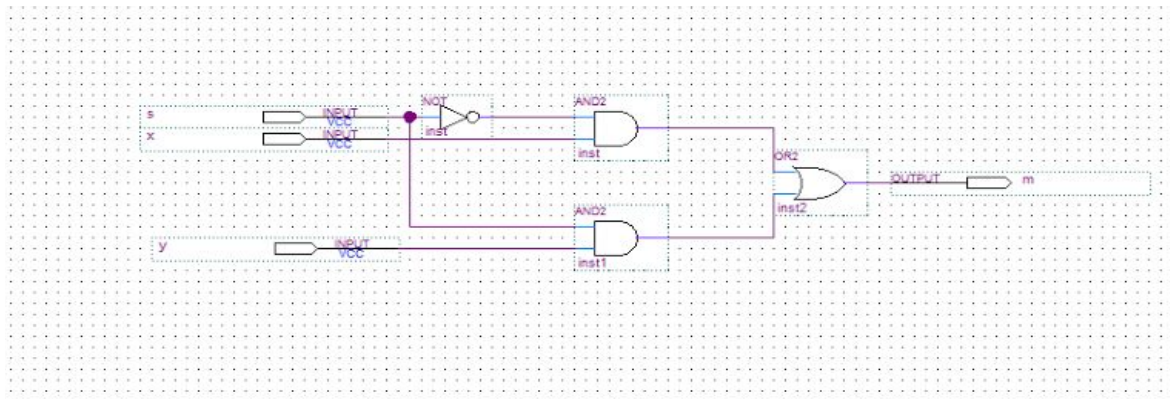 NOT
AND2
s
INPUT
VCC
x
INPUT
VCC
inst
inst
OR2
OUTPUT
m
inst2
AND2
y
INPUT
VCC
inst1